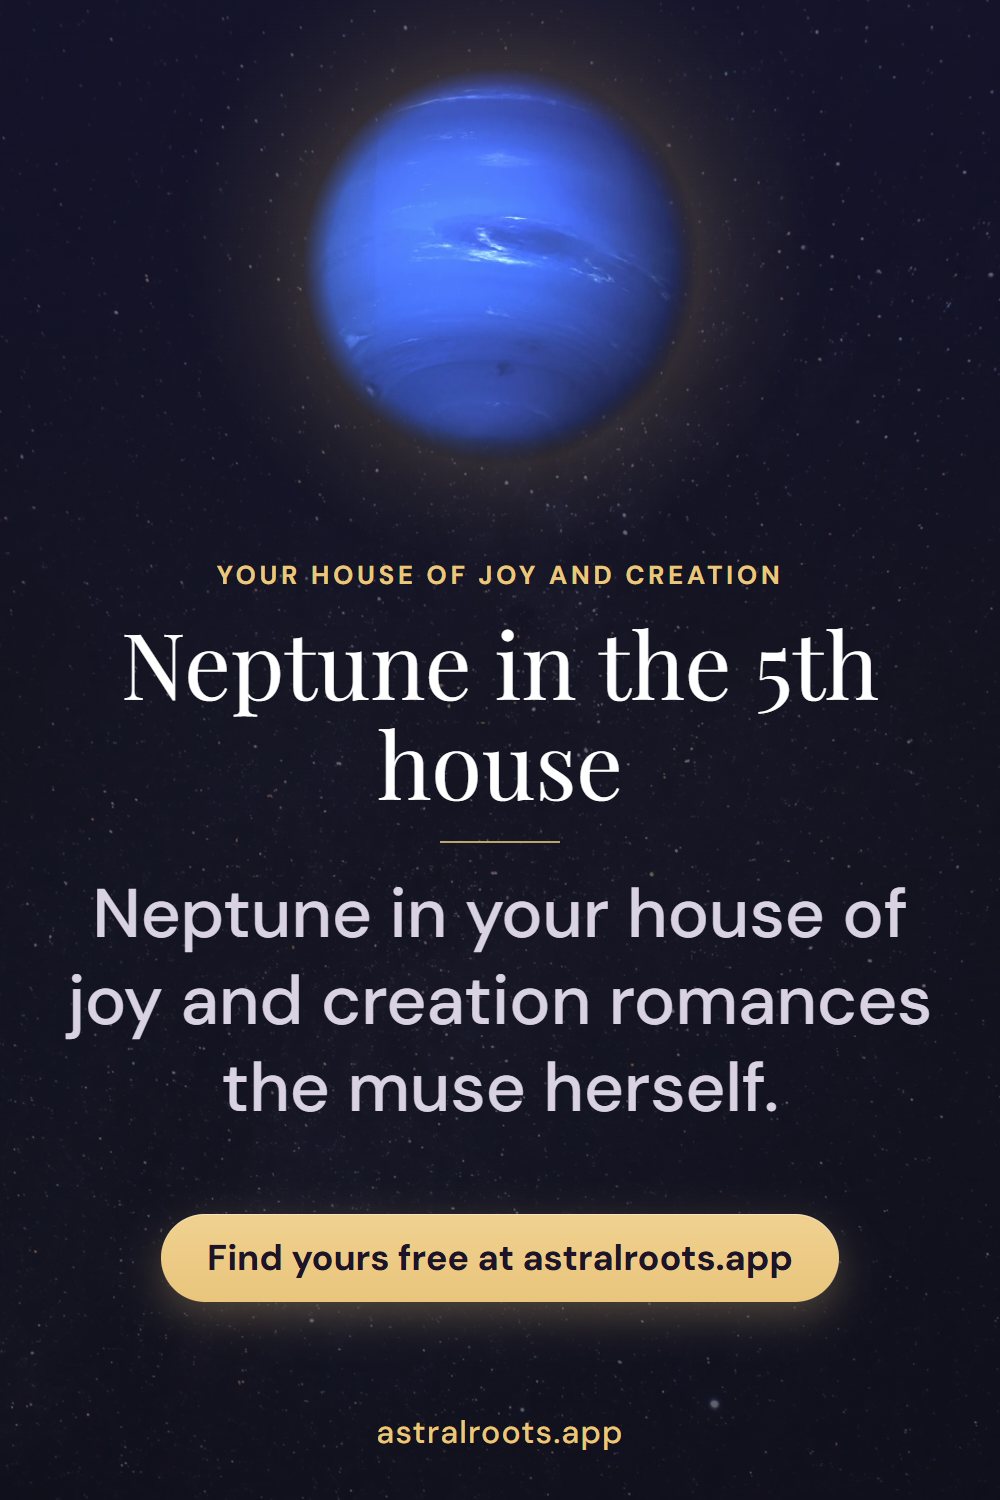 YOUR HOUSE OF JOY AND CREATION
Neptune in the 5th
house
Neptune in your house of
joy and creation romances
the muse herself.
Find yours free at astralroots.app
astralroots.app